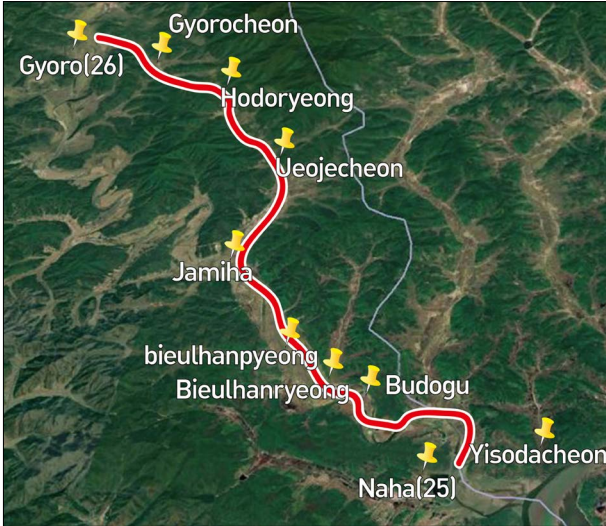 Gyorocheon
Gyoro(26)
Hodoryeong
Ueojecheon
Jamiha
bieulhanpyeong
Bieulhanryeong
Budogu
Yisodacheon
Naha(25)